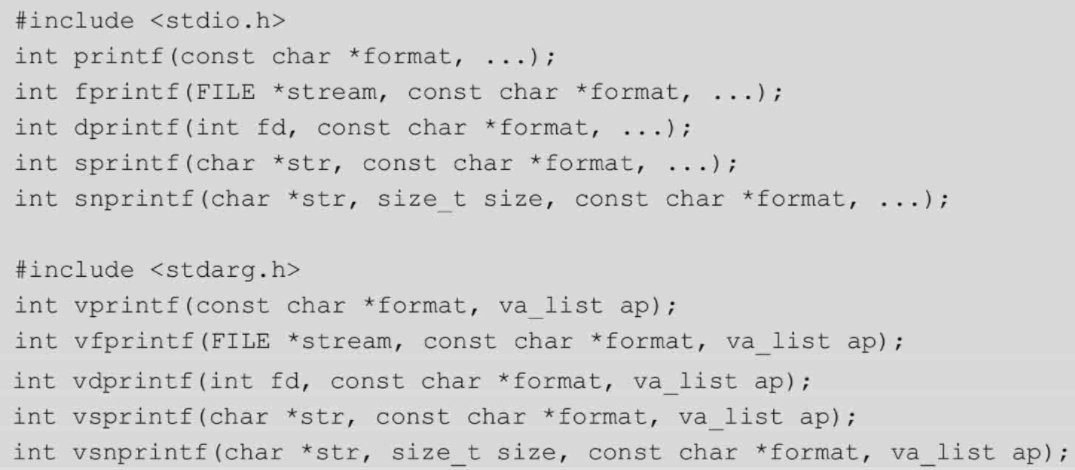 #include <stdio.h>
int printf(const char *format, ...);
int fprintf(FILE *stream, const char *format, ...);
int dprintf(int fd, const char *format, ...);
int sprintf(char *str, const char *format, ...);
int snprintf(char *str, size_t size, const char *format, ...);
#include <stdarg.h>
int vprintf(const char *format, va_list ap);
int vfprintf(FILE *stream, const char *format, va_list ap);
int vdprintf(int fd, const char *format, va_list ap);
int vsprintf(char *str, const char *format, va_list ap);
int vsnprintf(char *str, size_t size, const char *format, va_list ap);